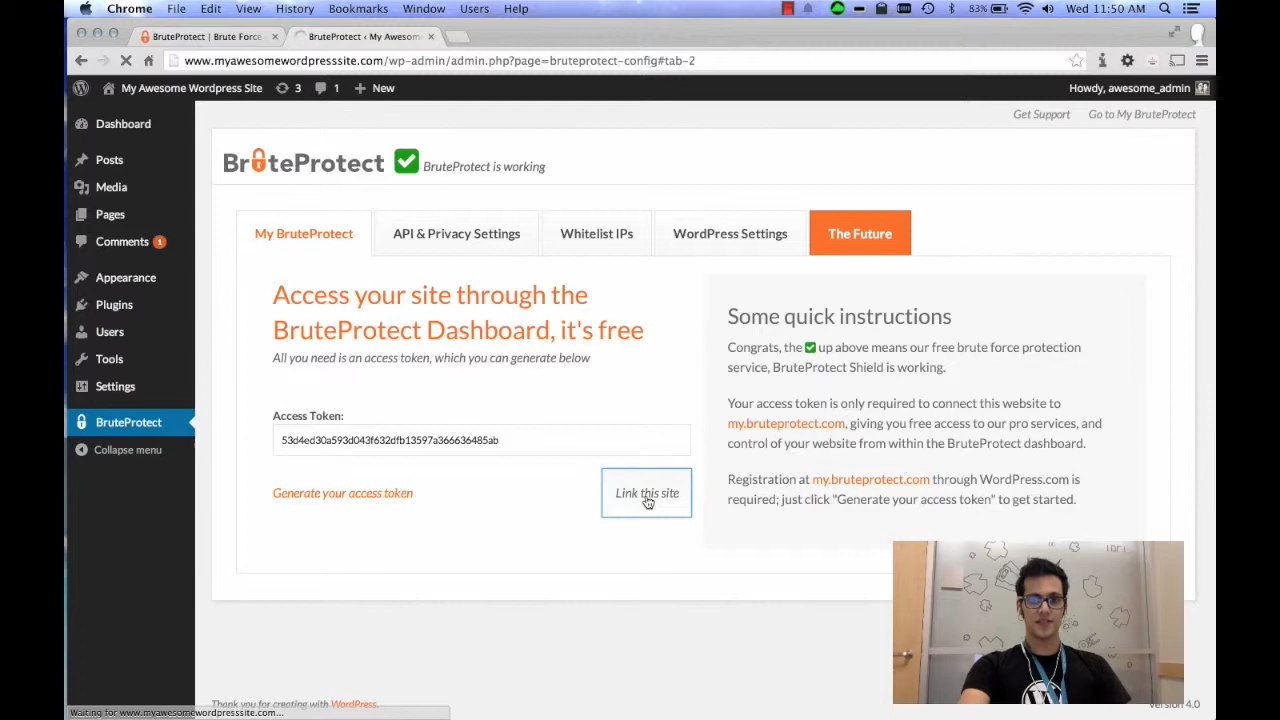 Chrome File Edit View History Bookmarks Window Users Help 83% Wed 11:50 AM
BruteProtect | Brute Force BruteProtect ‹ My Awesom
www.myawesomewordpresssite.com/wp-admin/admin.php?page=bruteprotect-config#tab-2
My Awesome Wordpress Site 3 1 New Howdy, awesome_admin
Get Support Go to My BruteProtect
Dashboard
Posts
Media
Pages
Comments 1
Appearance
Plugins
Users
Tools
Settings
BruteProtect
Collapse menu
BruteProtect BruteProtect is working
My BruteProtect API & Privacy Settings Whitelist IPs WordPress Settings The Future
Access your site through the
BruteProtect Dashboard, it's free
All you need is an access token, which you can generate below
Access Token:
53d4ed30a593d043f632dfb13597a366636485ab
Generate your access token Link this site
Some quick instructions
Congrats, the up above means our free brute force protection
service, BruteProtect Shield is working.
Your access token is only required to connect this website to
my.bruteprotect.com, giving you free access to our pro services, and
control of your website from within the BruteProtect dashboard.
Registration at my.bruteprotect.com through WordPress.com is
required; just click "Generate your access token" to get started.
Thank you for creating with WordPress. Version 4.0
Waiting for www.myawesomewordpresssite.com...